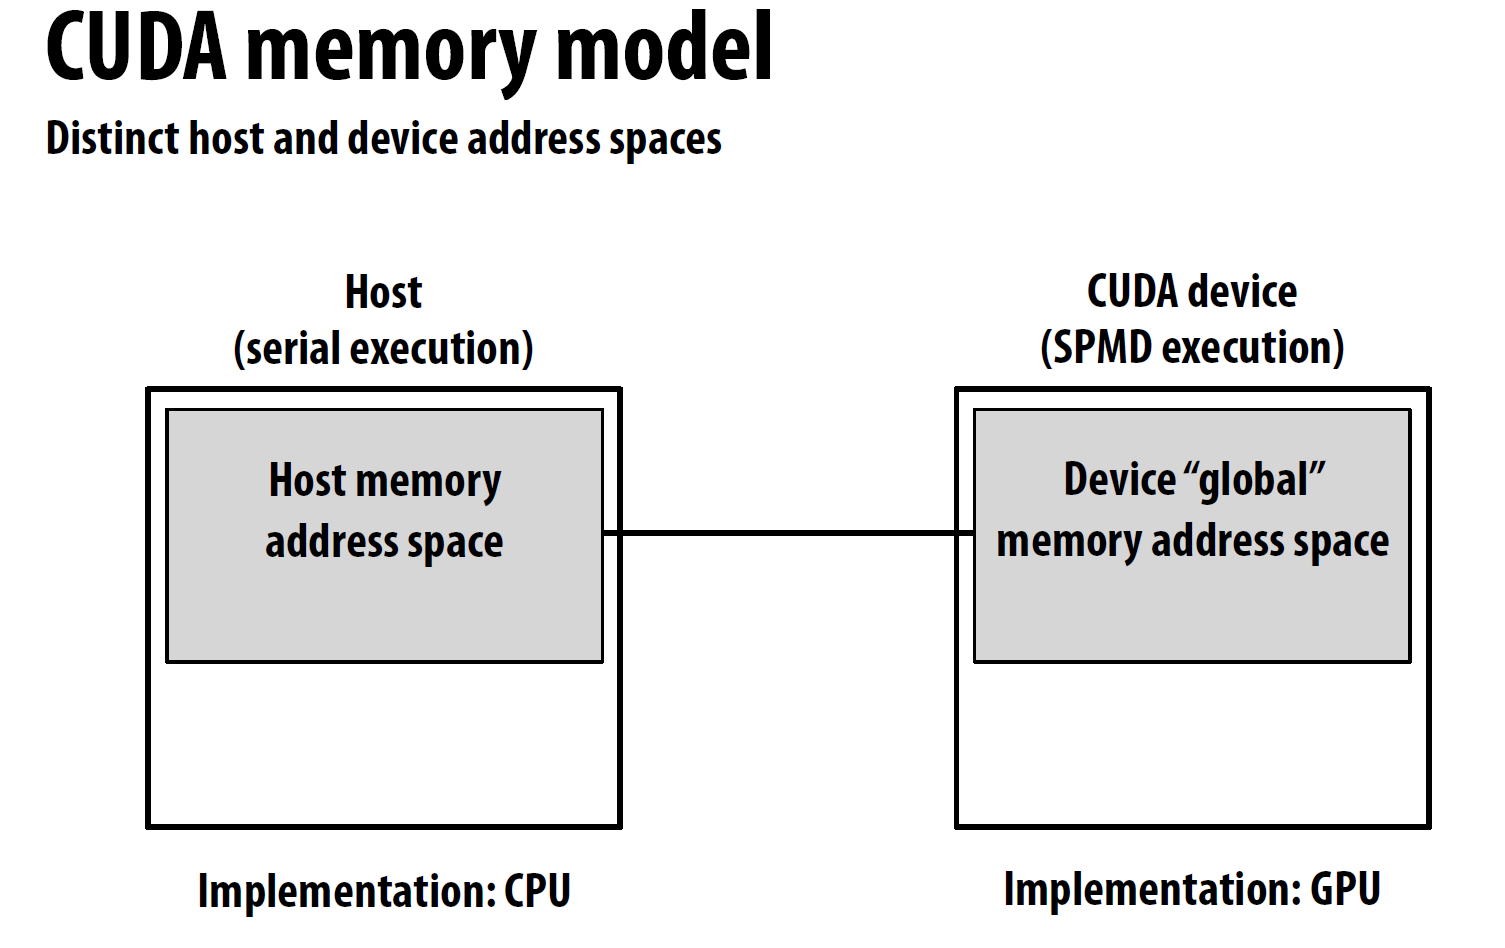 CUDA memory model
Distinct host and device address spaces
Host
(serial execution)
Host memory
address space
Implementation: CPU
CUDA device
(SPMD execution)
Device “global”
memory address space
Implementation: GPU